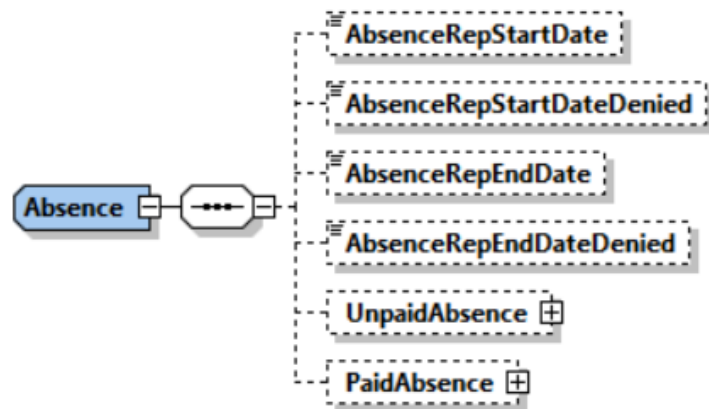 AbsenceRepStartDate
AbsenceRepStartDateDenied
AbsenceRepEndDate
Absence
AbsenceRepEndDateDenied
UnpaidAbsence
PaidAbsence